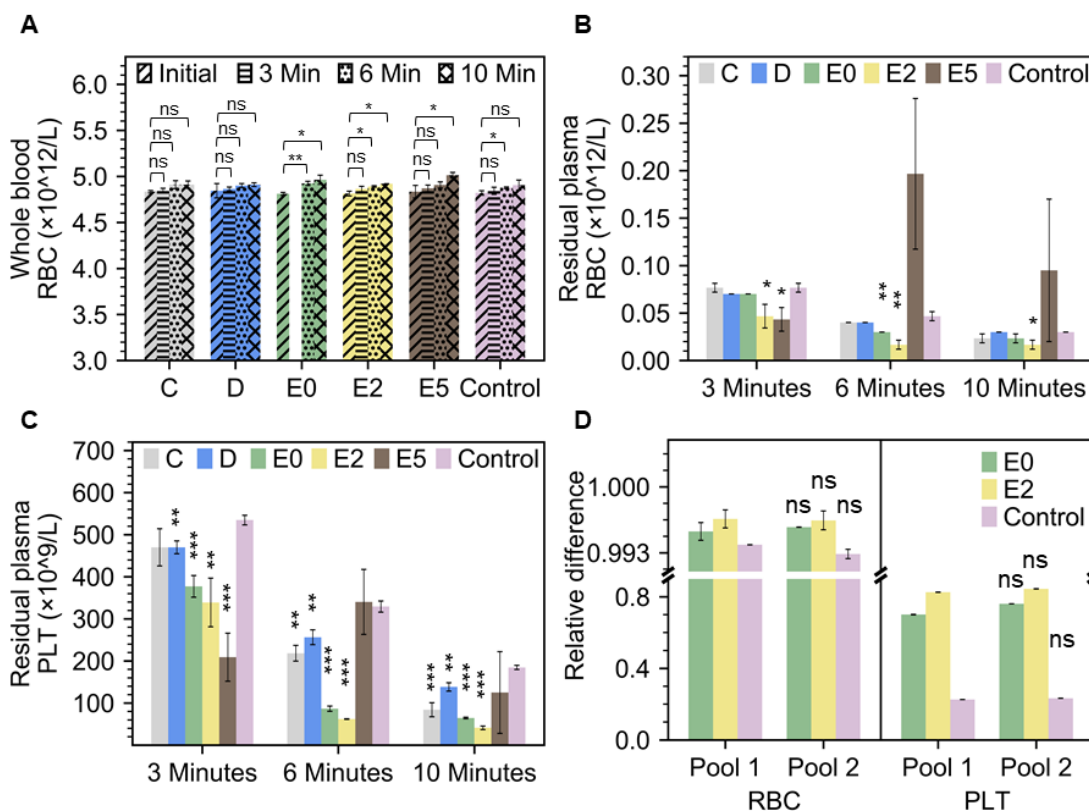 A
Initial 3 Min 6 Min 10 Min
Whole blood
RBC (×10^12/L)
6.0
5.5
5.0
4.5
4.0
3.5
3.0
ns
ns
ns
ns
ns
ns
*
**
*
*
ns
*
ns
ns
ns
*
ns
C D E0 E2 E5 Control
B
C D E0 E2 E5 Control
Residual plasma
RBC (×10^12/L)
0.30
0.25
0.20
0.15
0.10
0.05
0.00
* *
** **
*
3 Minutes 6 Minutes 10 Minutes
C
C D E0 E2 E5 Control
Residual plasma
PLT (×10^9/L)
700
600
500
400
300
200
100
** *** ** ***
** ** *** ***
*** ** *** ***
3 Minutes 6 Minutes 10 Minutes
D
E0
E2
Control
Relative difference
1.000
0.993
0.8
0.4
0.0
ns ns ns
ns ns ns
Pool 1 Pool 2 Pool 1 Pool 2
RBC PLT